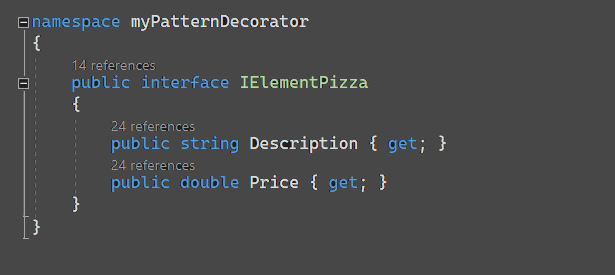 namespace myPatternDecorator
{
14 references
public interface IElementPizza
{
24 references
public string Description { get; }
24 references
public double Price { get; }
}
}